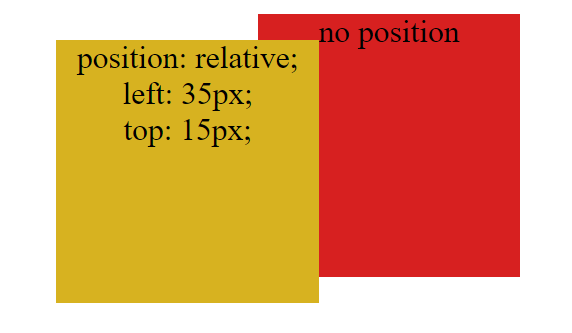 no position
position: relative;
left: 35px;
top: 15px;